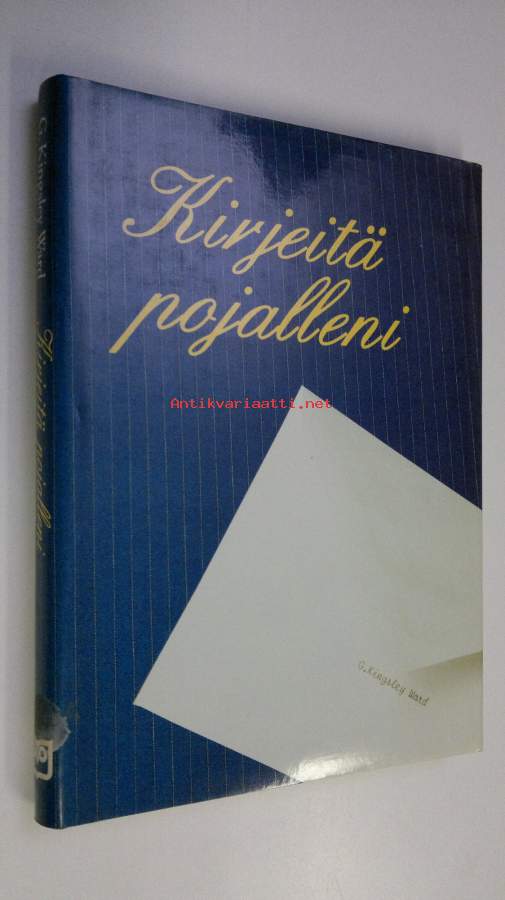 Kirjeitä
pojalleni
Antikvariaatti.net
G.Kingsley Ward
G. Kingsley Ward Kirjeitä pojalleni